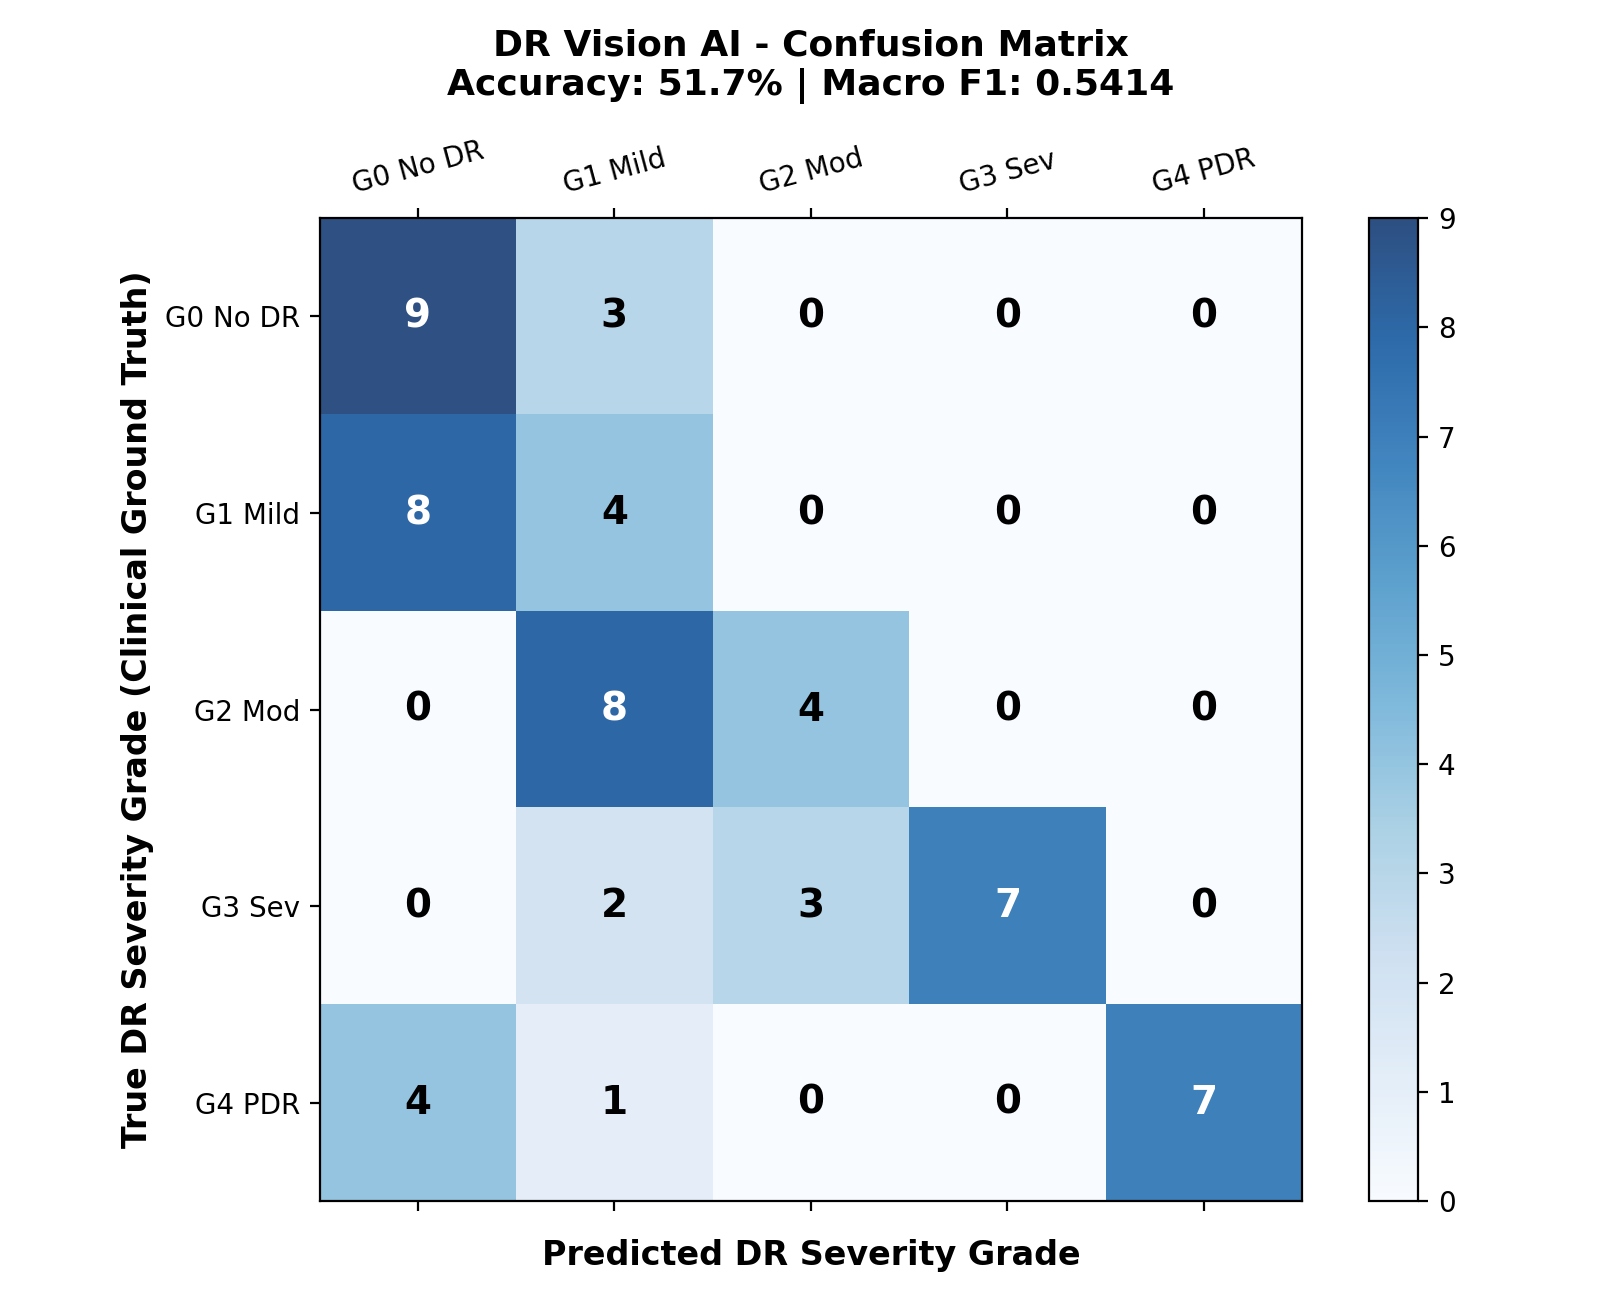 DR Vision AI - Confusion Matrix
Accuracy: 51.7% | Macro F1: 0.5414
G0 No DR
G1 Mild
G2 Mod
G3 Sev
G4 PDR
True DR Severity Grade (Clinical Ground Truth)
G0 No DR 9 3 0 0 0
G1 Mild 8 4 0 0 0
G2 Mod 0 8 4 0 0
G3 Sev 0 2 3 7 0
G4 PDR 4 1 0 0 7
9
8
7
6
5
4
3
2
1
0
Predicted DR Severity Grade